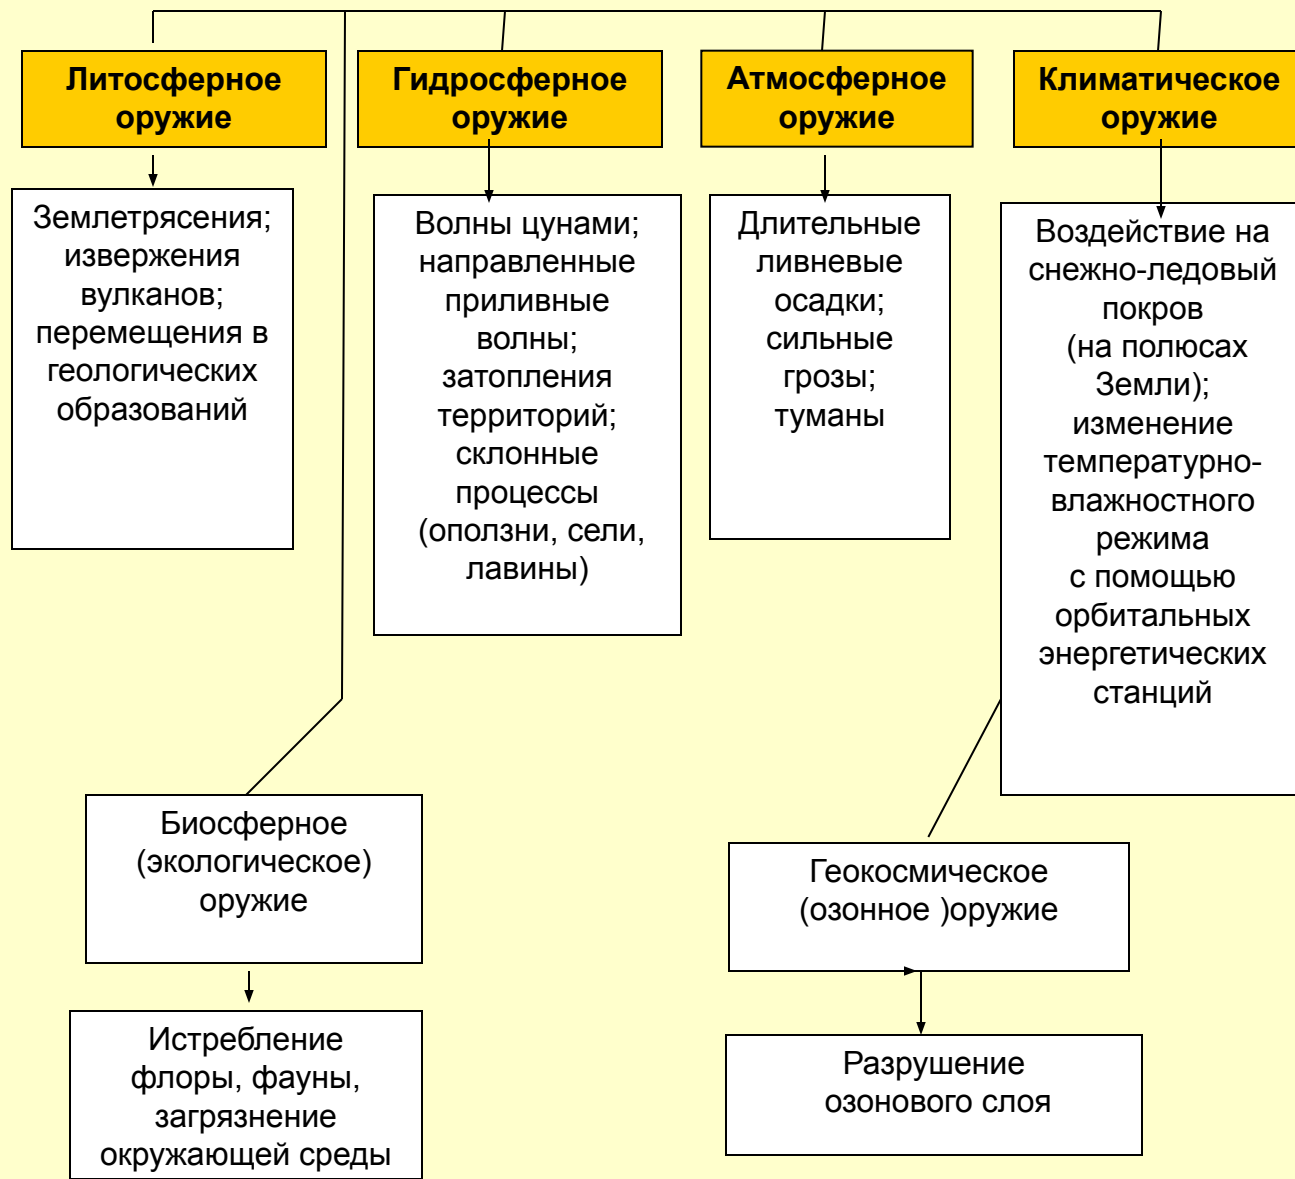 Литосферное
оружие
Гидросферное
оружие
Атмосферное
оружие
Климатическое
оружие
Землетрясения;
извержения
вулканов;
перемещения в
геологических
образований
Волны цунами;
направленные
приливные
волны;
затопления
территорий;
склонные
процессы
(оползни, сели,
лавины)
Длительные
ливневые
осадки;
сильные
грозы;
туманы
Воздействие на
снежно-ледовый
покров
(на полюсах
Земли);
изменение
температурно-
влажностного
режима
с помощью
орбитальных
энергетических
станций
Биосферное
(экологическое)
оружие
Геокосмическое
(озонное )оружие
Истребление
флоры, фауны,
загрязнение
окружающей среды
Разрушение
озонового слоя